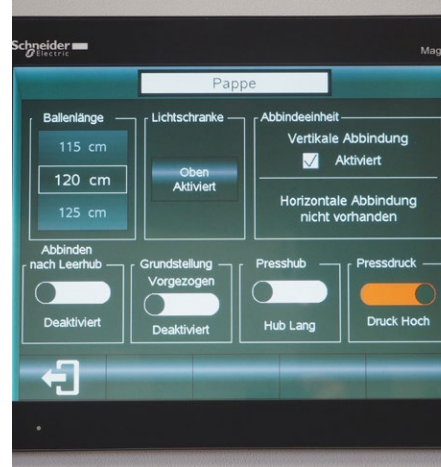 Schneider
Electric
Mag
Pappe
Ballenlänge
115 cm
120 cm
125 cm
Lichtschranke
Oben
Aktiviert
Abbindeeinheit
Vertikale Abbindung
Aktiviert
Horizontale Abbindung
nicht vorhanden
Abbinden
nach Leerhub
Deaktiviert
Grundstellung
Vorgezogen
Deaktiviert
Presshub
Hub Lang
Pressdruck
Druck Hoch